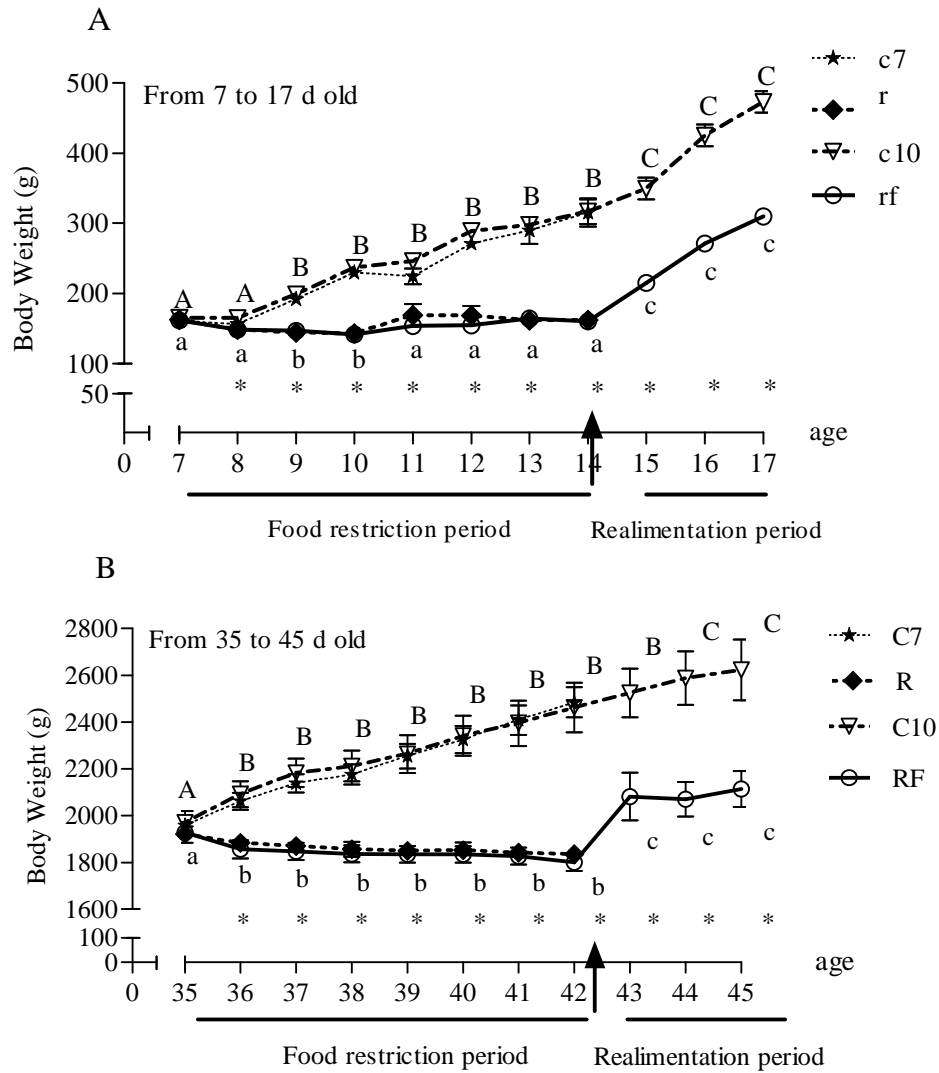 A
From 7 to 17 d old
c7
r
c10
rf
Body Weight (g)
500
400
300
200
100
50
A A B B B B B B C C C
a a b b a a a a c c c
* * * * * * * * * *
0 7 8 9 10 11 12 13 14 15 16 17
age
Food restriction period Realimentation period
B
From 35 to 45 d old
C7
R
C10
RF
Body Weight (g)
2800
2600
2400
2200
2000
1800
1600
100
0
A B B B B B B B B C C
a b b b b b b b c c c
* * * * * * * * * *
0 35 36 37 38 39 40 41 42 43 44 45
age
Food restriction period Realimentation period